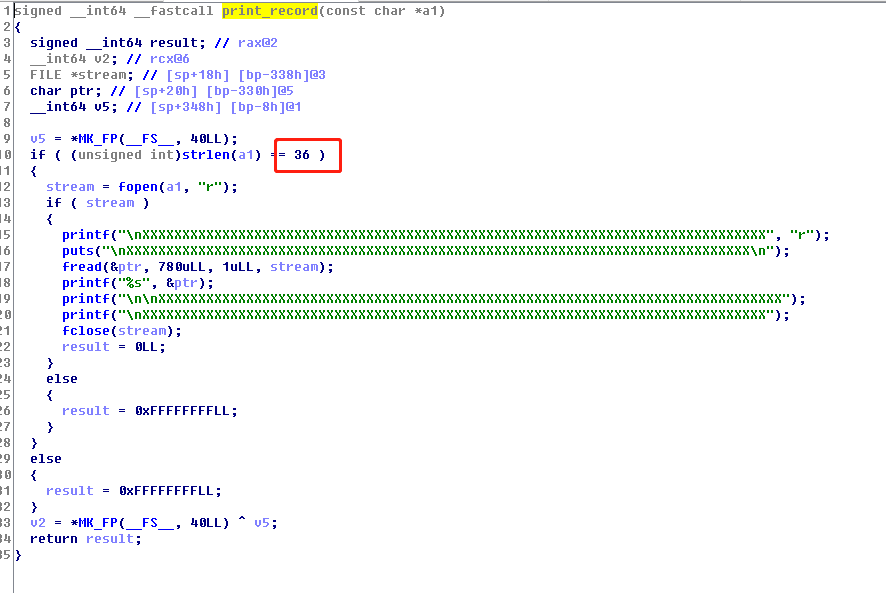 1 signed __int64 __fastcall print_record(const char *a1)
2 {
3 signed __int64 result; // rax@2
4 __int64 v2; // rcx@6
5 FILE *stream; // [sp+18h] [bp-338h]@3
6 char ptr; // [sp+20h] [bp-330h]@5
7 __int64 v5; // [sp+348h] [bp-8h]@1
8
9 v5 = *MK_FP(__FS__, 40LL);
10 if ( (unsigned int)strlen(a1) == 36 )
11 {
12 stream = fopen(a1, "r");
13 if ( stream )
14 {
15 printf("\nXXXXXXXXXXXXXXXXXXXXXXXXXXXXXXXXXXXXXXXXXXXXXXXXXXXXXXXXXXXXXXXXXXXXXXXXXXXXXX", "r");
16 puts("\nXXXXXXXXXXXXXXXXXXXXXXXXXXXXXXXXXXXXXXXXXXXXXXXXXXXXXXXXXXXXXXXXXXXXXXXXXXXXXX\n");
17 fread(&ptr, 780uLL, 1uLL, stream);
18 printf("%s", &ptr);
19 printf("\n\nXXXXXXXXXXXXXXXXXXXXXXXXXXXXXXXXXXXXXXXXXXXXXXXXXXXXXXXXXXXXXXXXXXXXXXXXXXXXXX");
20 printf("\nXXXXXXXXXXXXXXXXXXXXXXXXXXXXXXXXXXXXXXXXXXXXXXXXXXXXXXXXXXXXXXXXXXXXXXXXXXXXXX");
21 fclose(stream);
22 result = 0LL;
23 }
24 else
25 {
26 result = 0xFFFFFFFFLL;
27 }
28 }
29 else
30 {
31 result = 0xFFFFFFFFLL;
32 }
33 v2 = *MK_FP(__FS__, 40LL) ^ v5;
34 return result;
35 }